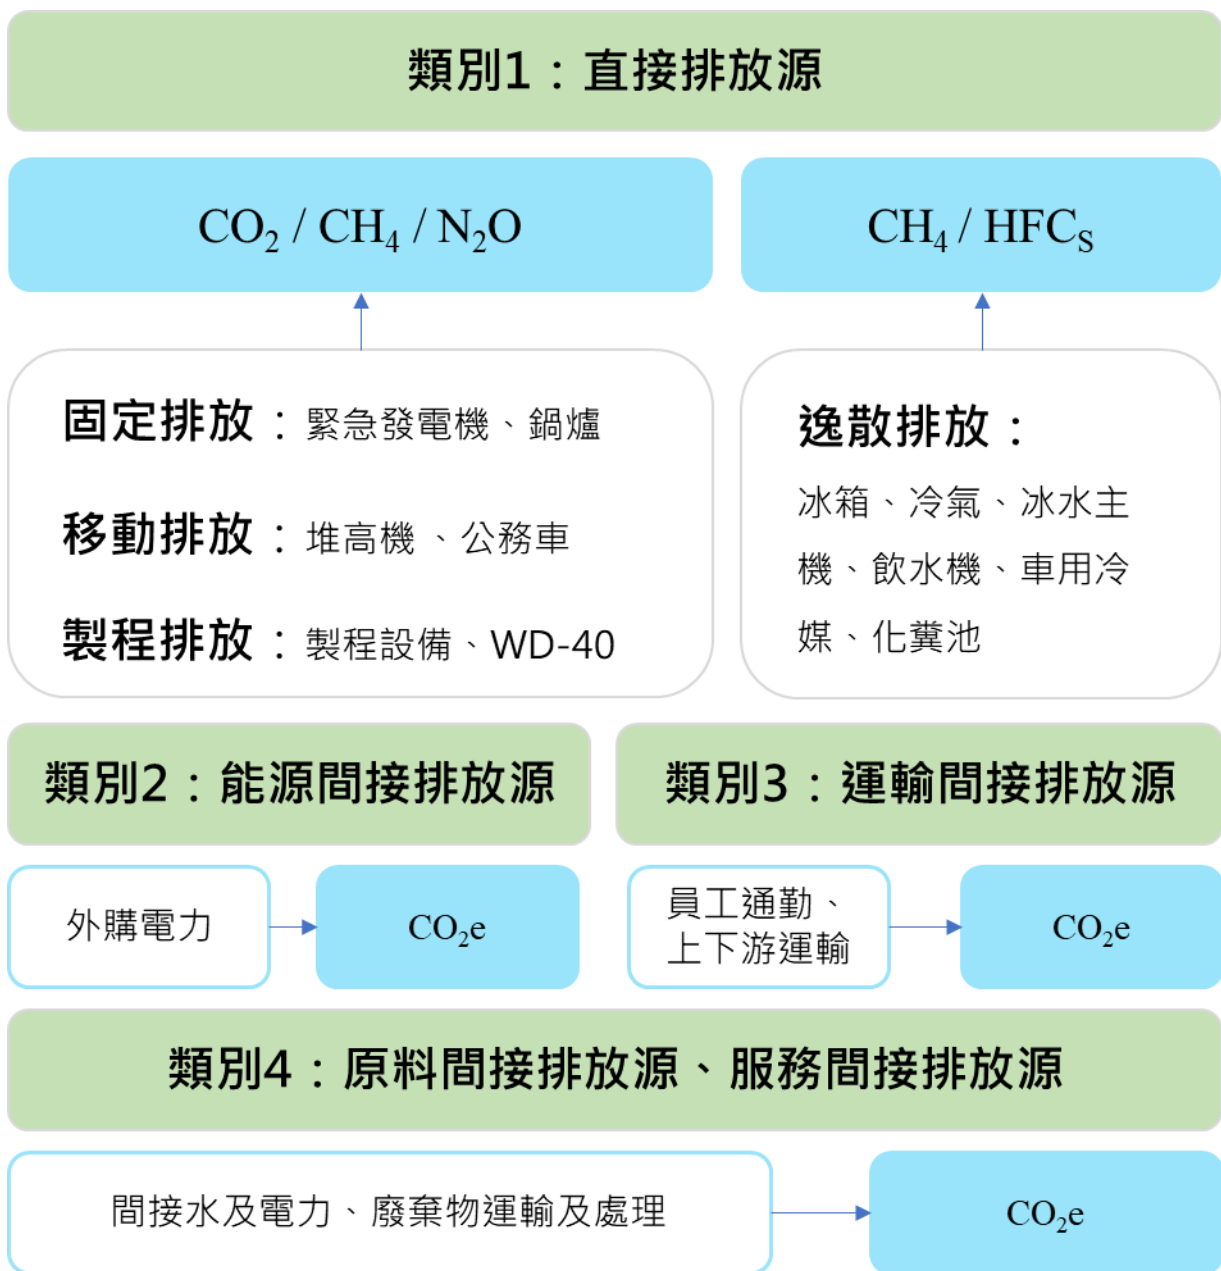 類別1：直接排放源
CO₂ / CH₄ / N₂O
CH₄ / HFCₛ
固定排放：緊急發電機、鍋爐
移動排放：堆高機、公務車
製程排放：製程設備、WD-40
逸散排放：
冰箱、冷氣、冰水主
機、飲水機、車用冷
媒、化糞池
類別2：能源間接排放源
類別3：運輸間接排放源
外購電力
CO₂e
員工通勤、
上下游運輸
CO₂e
類別4：原料間接排放源、服務間接排放源
間接水及電力、廢棄物運輸及處理
CO₂e